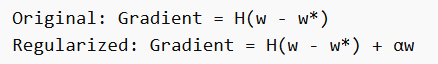 Original: Gradient = H(w - w*)
Regularized: Gradient = H(w - w*) + αw